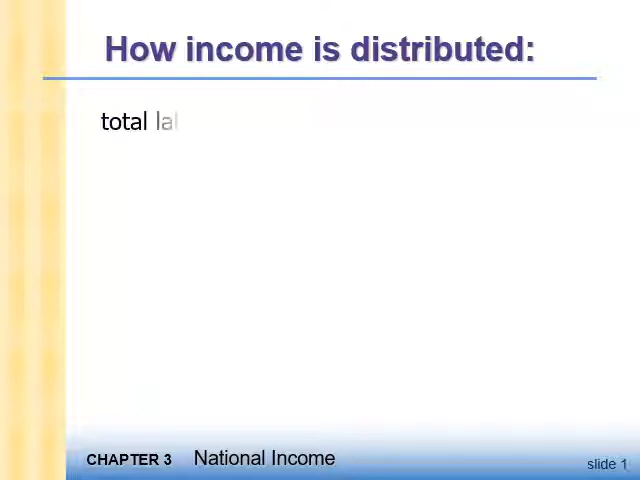 How income is distributed:
total
CHAPTER 3 National Income
slide 1